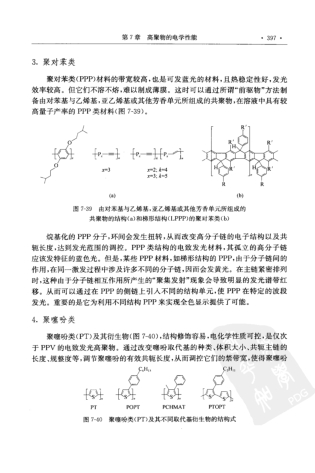 第7章 高聚物的电学性能 · 397 ·
3. 聚对苯类
聚对苯类(PPP)材料的带宽较高,也是可发蓝光的材料,且热稳定性好,发光
效率较高。但它们不溶不熔,难以制成薄膜。这时可以通过所谓“前驱物”方法制
备由对苯基与乙烯基,亚乙烯基或其他芳香单元所组成的共聚物,在溶液中具有较
高量子产率的PPP类材料(图7-39)。
x=3
x=2; 6=4
x=3; 4=5
(a)
(b)
图7-39 由对苯基与乙烯基,亚乙烯基或其他芳香单元所组成的
共聚物的结构(a)和梯形结构(LPPP)的聚对苯类(b)
烷基化的PPP分子,环间会发生扭转,从而改变高分子链的电子结构以及共
轭长度,达到发光范围的调控。PPP类结构的电致发光材料,其孤立的高分子链
应该发特征的蓝色光。但是,某些PPP材料,如梯形结构的PPP,由于分子链间的
作用,在同一激发过程中涉及许多不同的分子链,因而会发黄光。在主链紧密排列
时,这种由于分子链相互作用所产生的“聚集发射”现象会导致明显的发光谱带红
移。从而可以通过在PPP的侧链上引入不同的结构单元,使PPP在特定的波段
发光。更重要的是它为利用不同结构PPP来实现全色显示提供了可能。
4. 聚噻吩类
聚噻吩类(PT)及其衍生物(图7-40),结构修饰容易,电化学性质可控,是仅次
于PPV的电致发光高聚物。通过改变噻吩取代基的种类、体积大小、共轭主链的
长度、规整度等,调节聚噻吩的有效共轭长度,从而调控它们的禁带宽,使得聚噻吩
PT POPT PCHMAT PTOPT
图7-40 聚噻吩类(PT)及其不同取代基衍生物的结构式